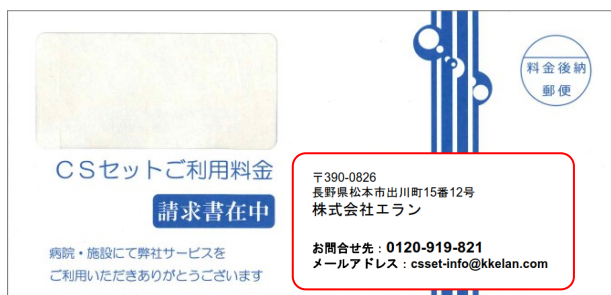 料金後納
郵便
CSセットご利用料金
請求書在中
病院・施設にて弊社サービスを
ご利用いただきありがとうございます
〒390-0826
長野県松本市出川町15番12号
株式会社エラン
お問合せ先:0120-919-821
メールアドレス:csset-info@kkelan.com